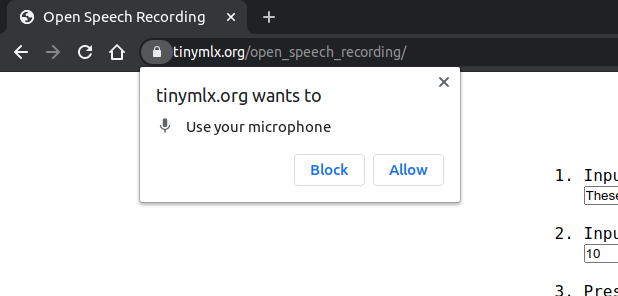 Open Speech Recording
tinymlx.org/open_speech_recording/
tinymlx.org wants to
Use your microphone
Block Allow
1. Inpu
These
2. Inpu
10
3. Pres